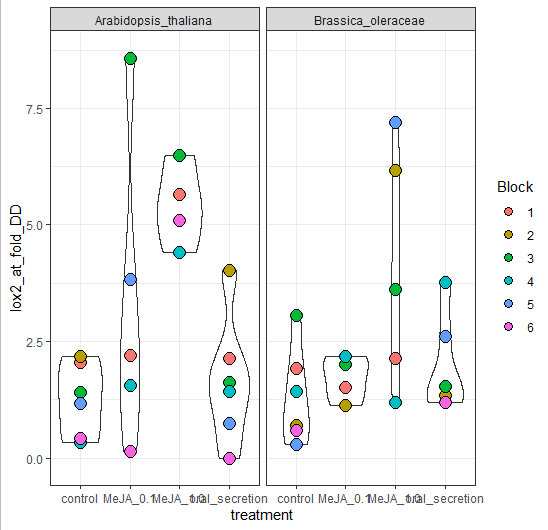 Arabidopsis_thaliana
Brassica_oleraceae
lox2_at_fold_DD
7.5
5.0
2.5
0.0
control MeJA_0.1
control MeJA_0.1
treatment
Block
1
2
3
4
5
6